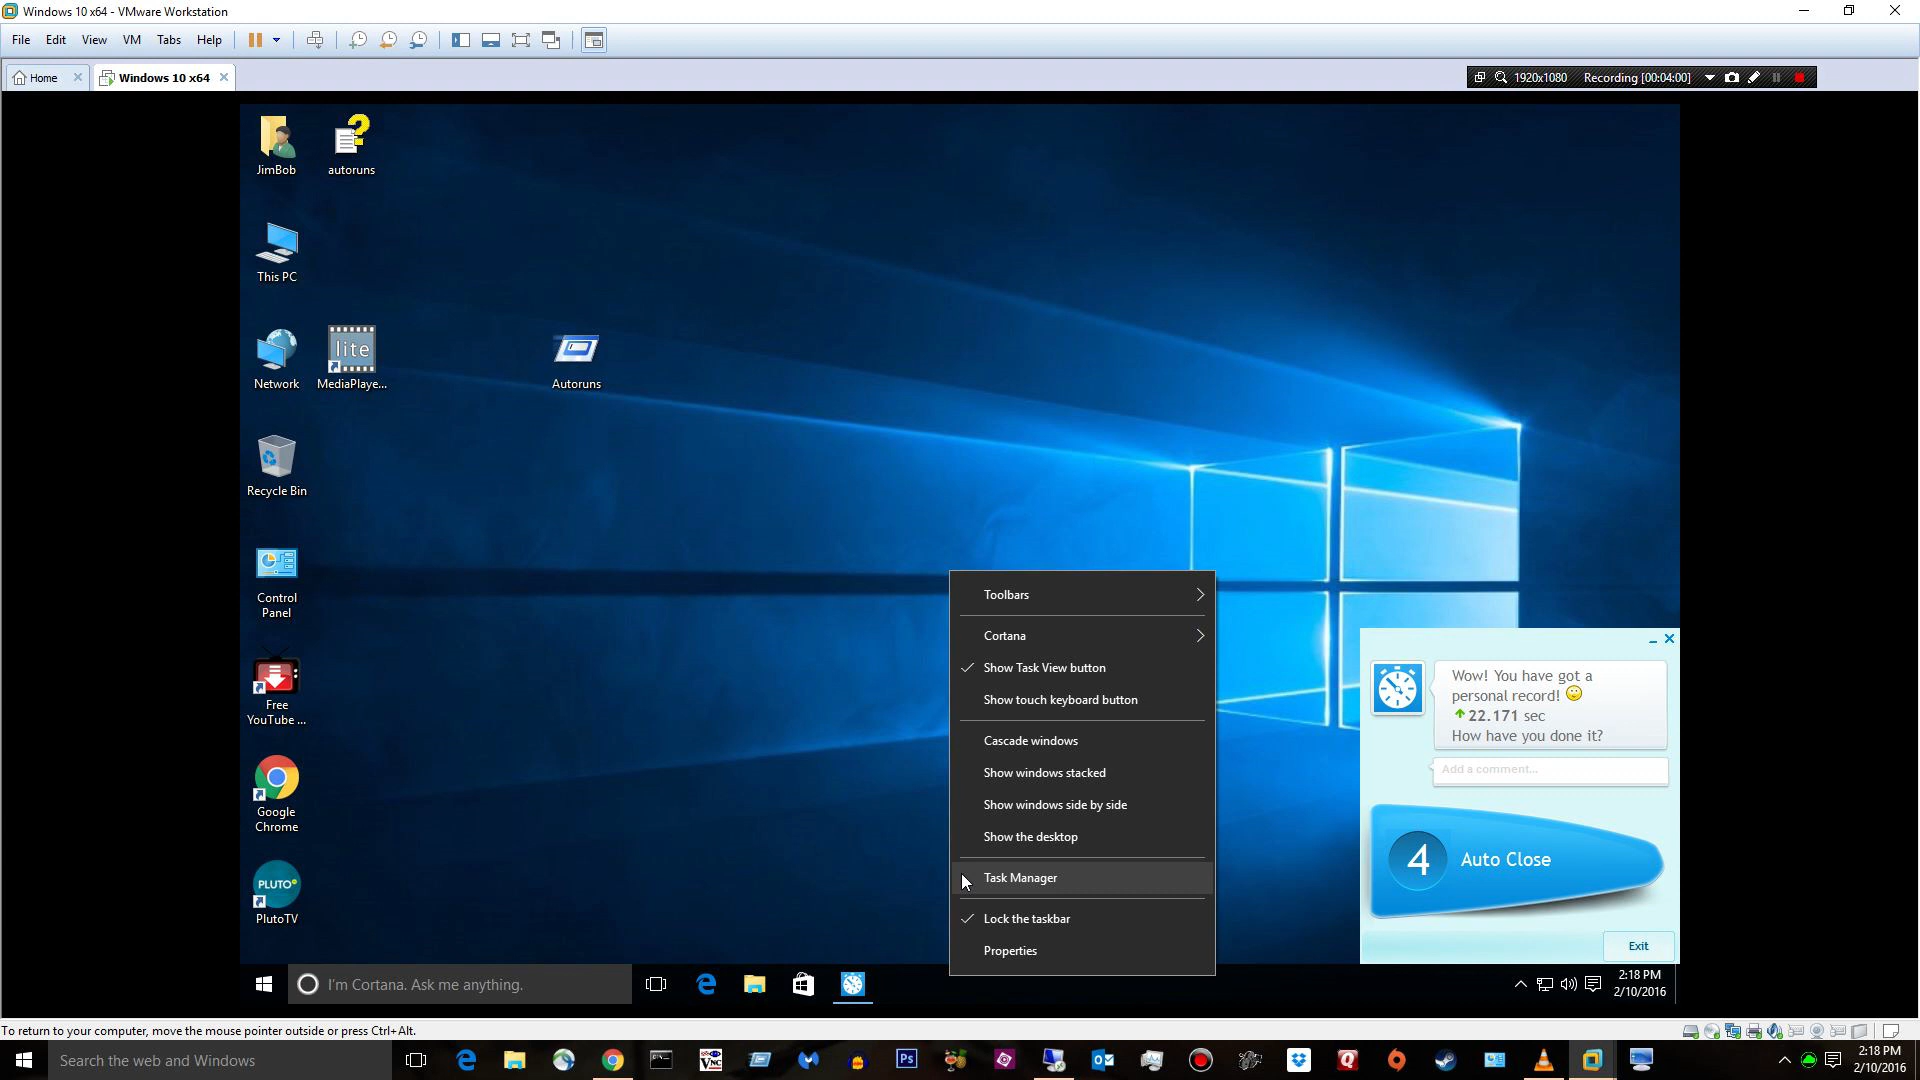 Windows 10 x64 - VMware Workstation
File Edit View VM Tabs Help
Home
Windows 10 x64
1920x1080 Recording [00:04:00]
JimBob
autoruns
This PC
Network
lite
MediaPlaye...
Autoruns
Recycle Bin
Control
Panel
Free
YouTube ...
Google
Chrome
PLUTO
PlutoTV
Toolbars
Cortana
Show Task View button
Show touch keyboard button
Cascade windows
Show windows stacked
Show windows side by side
Show the desktop
Task Manager
Lock the taskbar
Properties
Wow! You have got a
personal record!
22.171 sec
How have you done it?
Add a comment...
4 Auto Close
Exit
I'm Cortana. Ask me anything.
2:18 PM
2/10/2016
To return to your computer, move the mouse pointer outside or press Ctrl+Alt.
Search the web and Windows
VNC
Ps
2:18 PM
2/10/2016